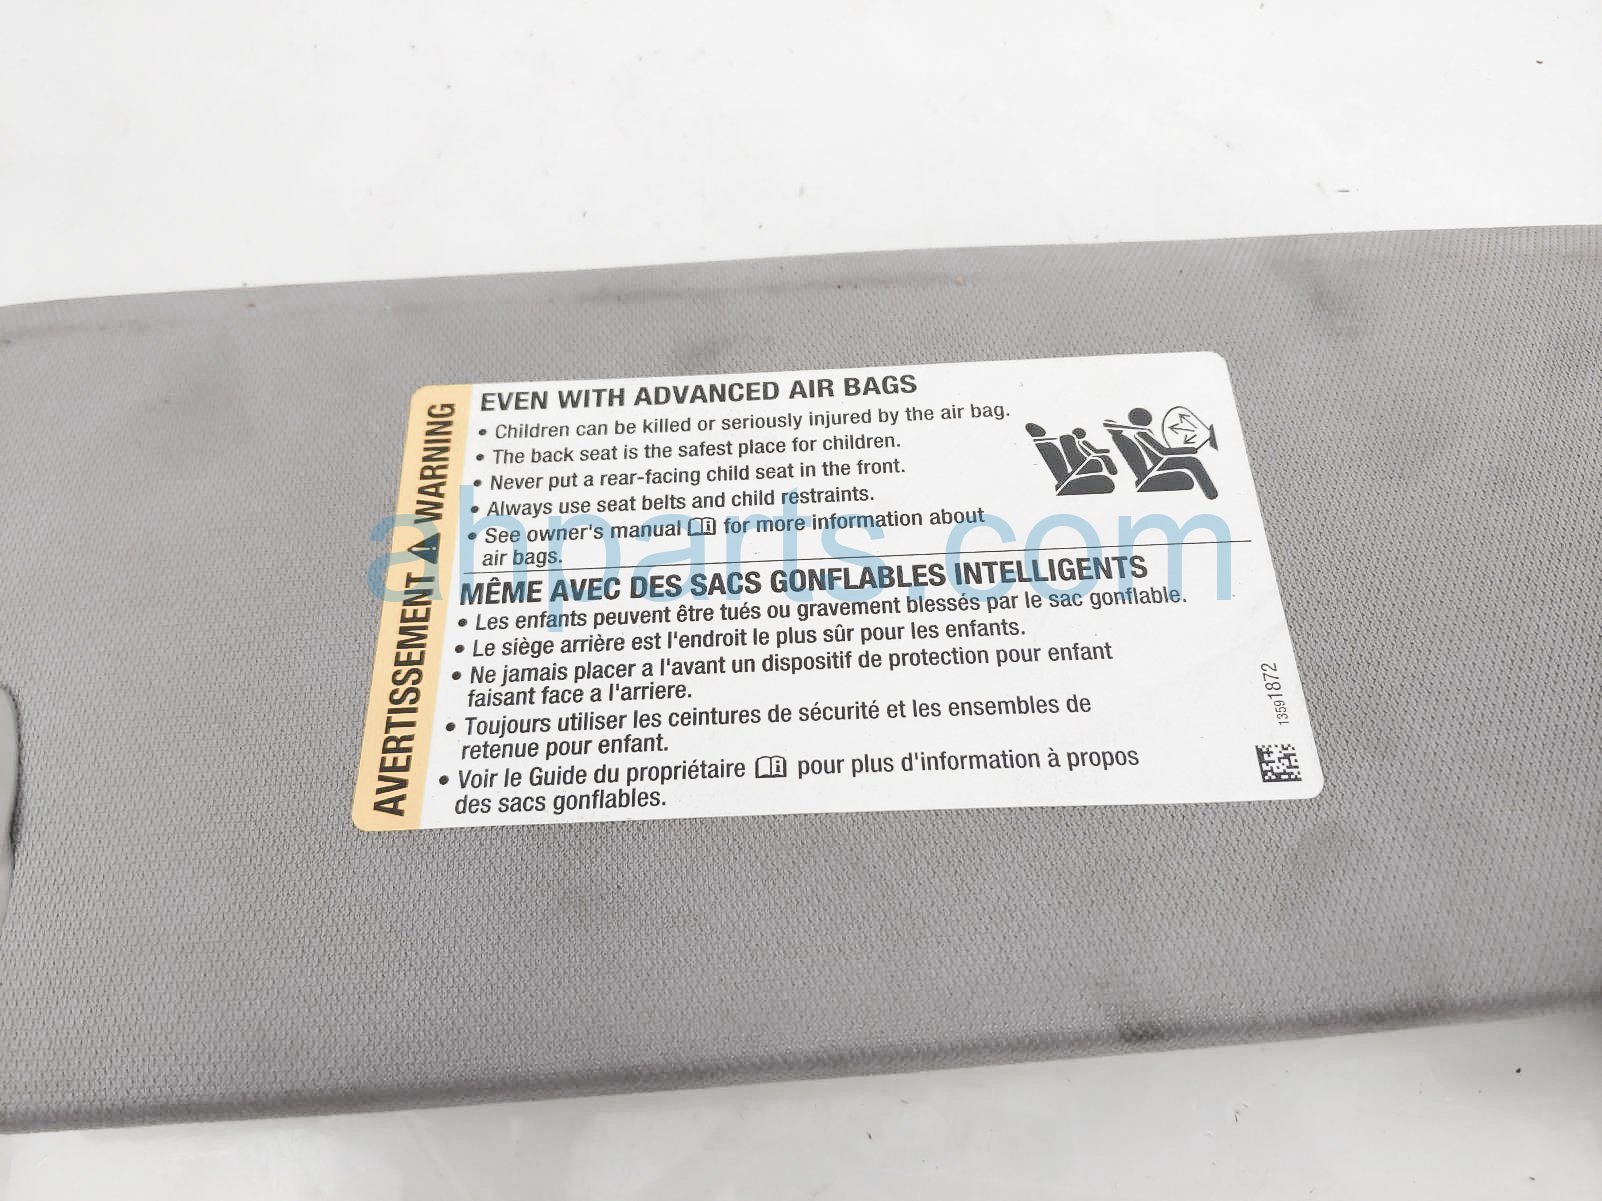 AVERTISSEMENT ⚠ WARNING
EVEN WITH ADVANCED AIR BAGS
• Children can be killed or seriously injured by the air bag.
• The back seat is the safest place for children.
• Never put a rear-facing child seat in the front.
• Always use seat belts and child restraints.
• See owner's manual for more information about
air bags.
MÊME AVEC DES SACS GONFLABLES INTELLIGENTS
• Les enfants peuvent être tués ou gravement blessés par le sac gonflable.
• Le siège arrière est l'endroit le plus sûr pour les enfants.
• Ne jamais placer a l'avant un dispositif de protection pour enfant
faisant face a l'arriere.
• Toujours utiliser les ceintures de sécurité et les ensembles de
retenue pour enfant.
• Voir le Guide du propriétaire pour plus d'information à propos
des sacs gonflables.
13591872
ahparts.com